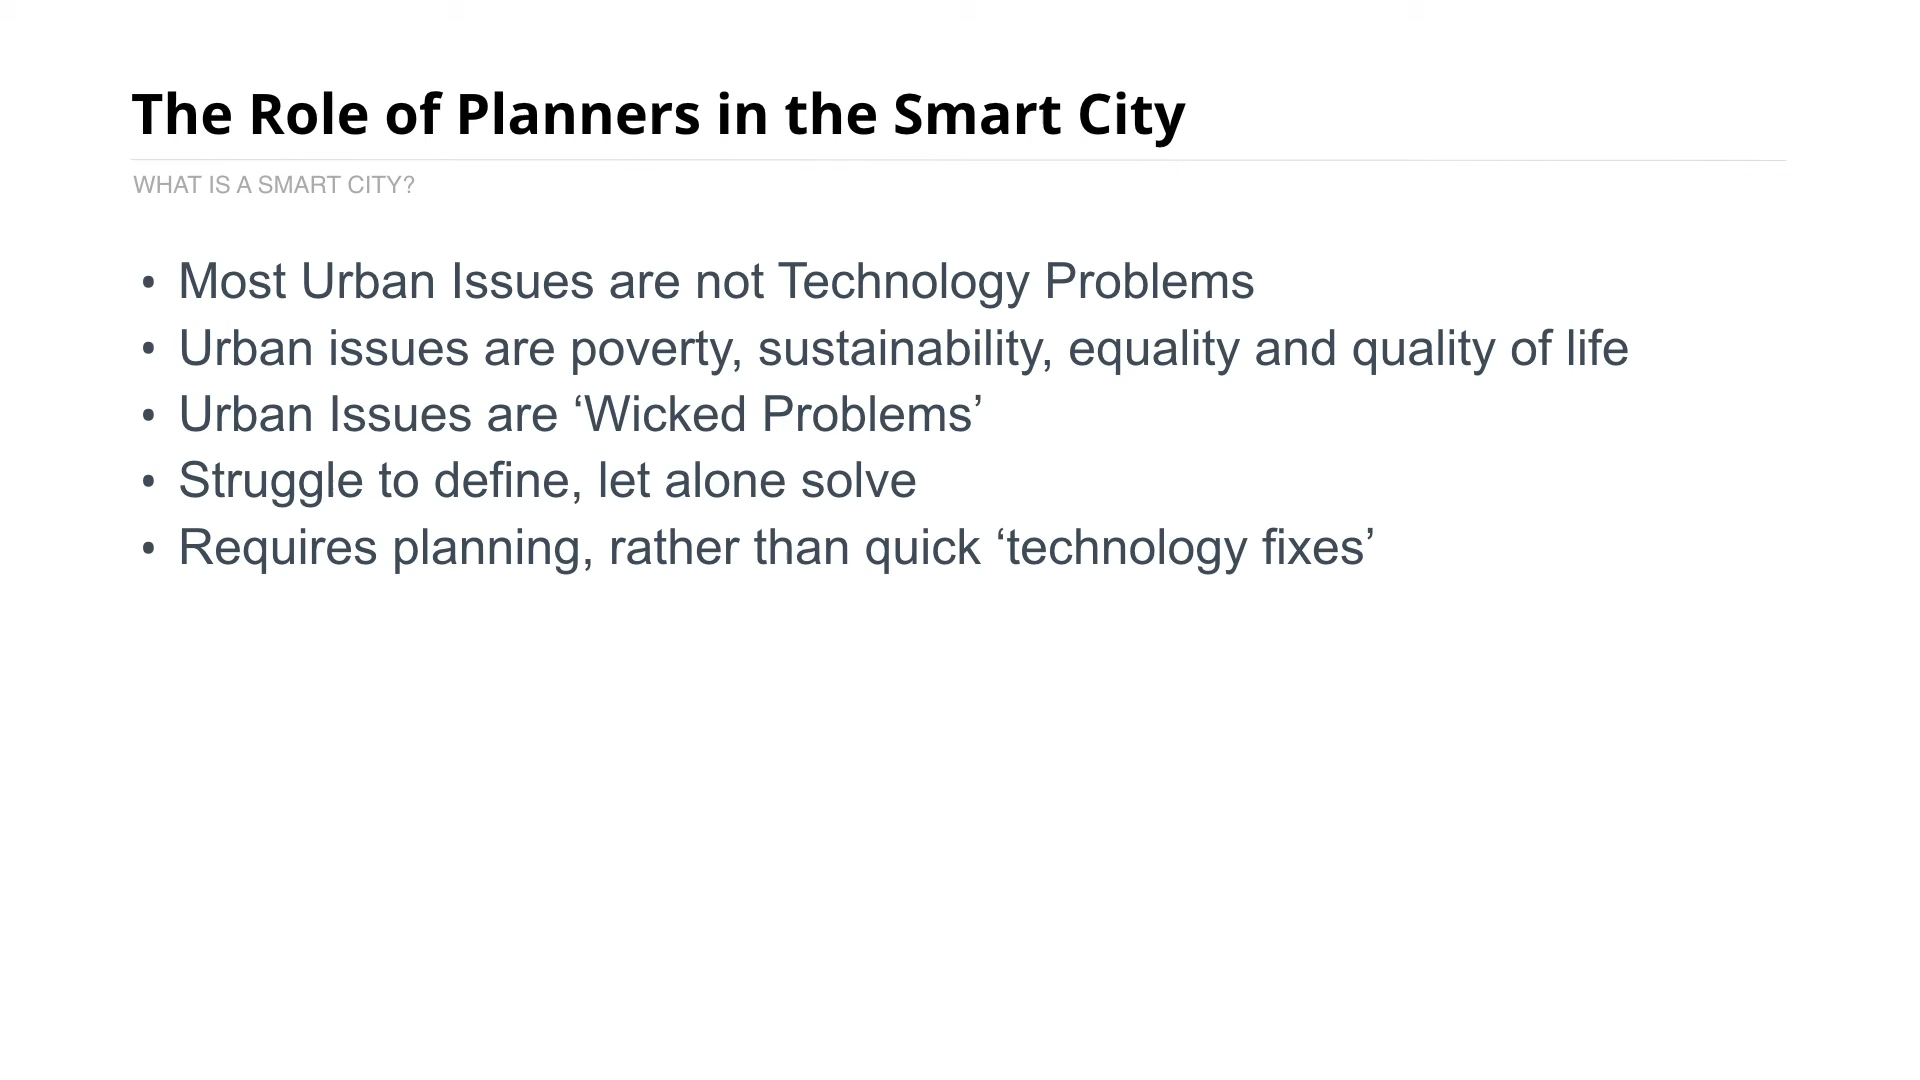 The Role of Planners in the Smart City
WHAT IS A SMART CITY?
• Most Urban Issues are not Technology Problems
• Urban issues are poverty, sustainability, equality and quality of life
• Urban Issues are ‘Wicked Problems’
• Struggle to define, let alone solve
• Requires planning, rather than quick ‘technology fixes’